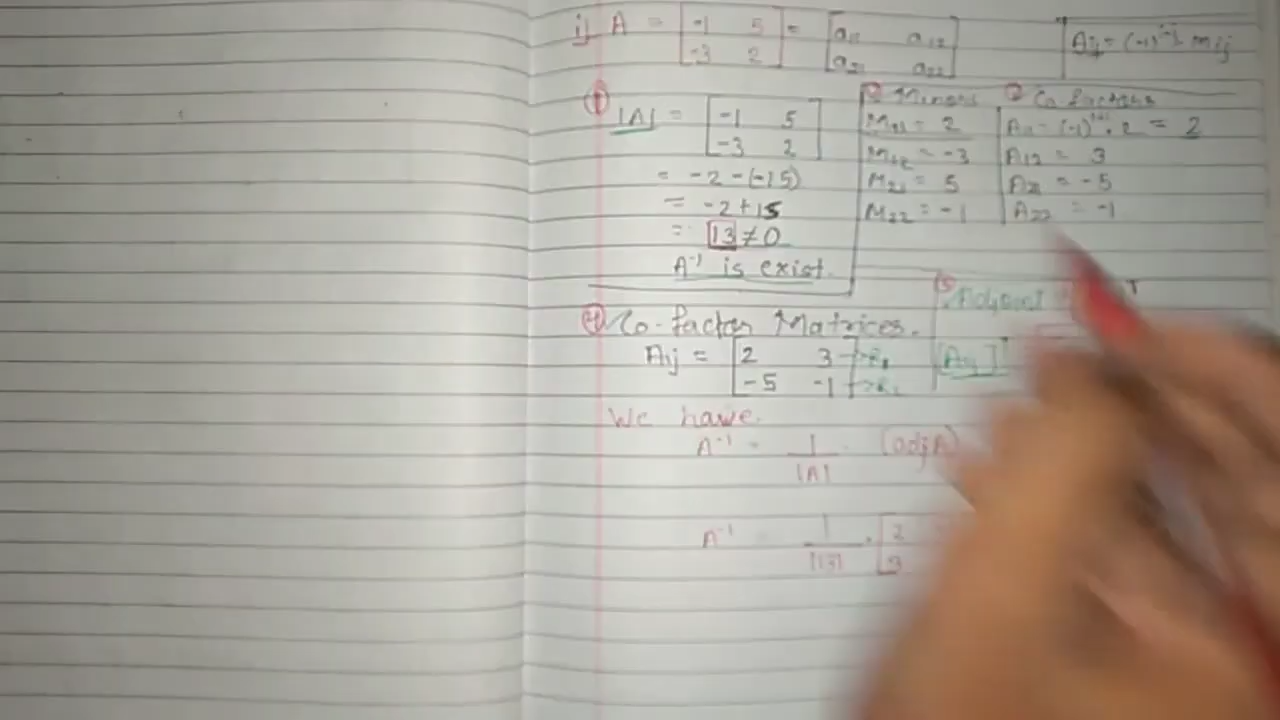 i) A = [-1 5 -3 2] = [a11 a12 a21 a22]
Aij = (-1)i+j . mij
① |A| = [-1 5 -3 2]
= -2 - (-15)
= -2 + 15
= 13 ≠ 0
A-1 is exist.
② Minors
M11 = 2
M12 = -3
M21 = 5
M22 = -1
③ Co factors
A11 = (-1)1+1 . 2 = 2
A12 = 3
A21 = -5
A22 = -1
④ Co-factor Matrices.
Aij = [2 3 -5 -1] → R1 → R2
⑤
[Aij]T
We have.
A-1 = 1/|A| . (adj A)
A-1 = 1/|13| . [2 3